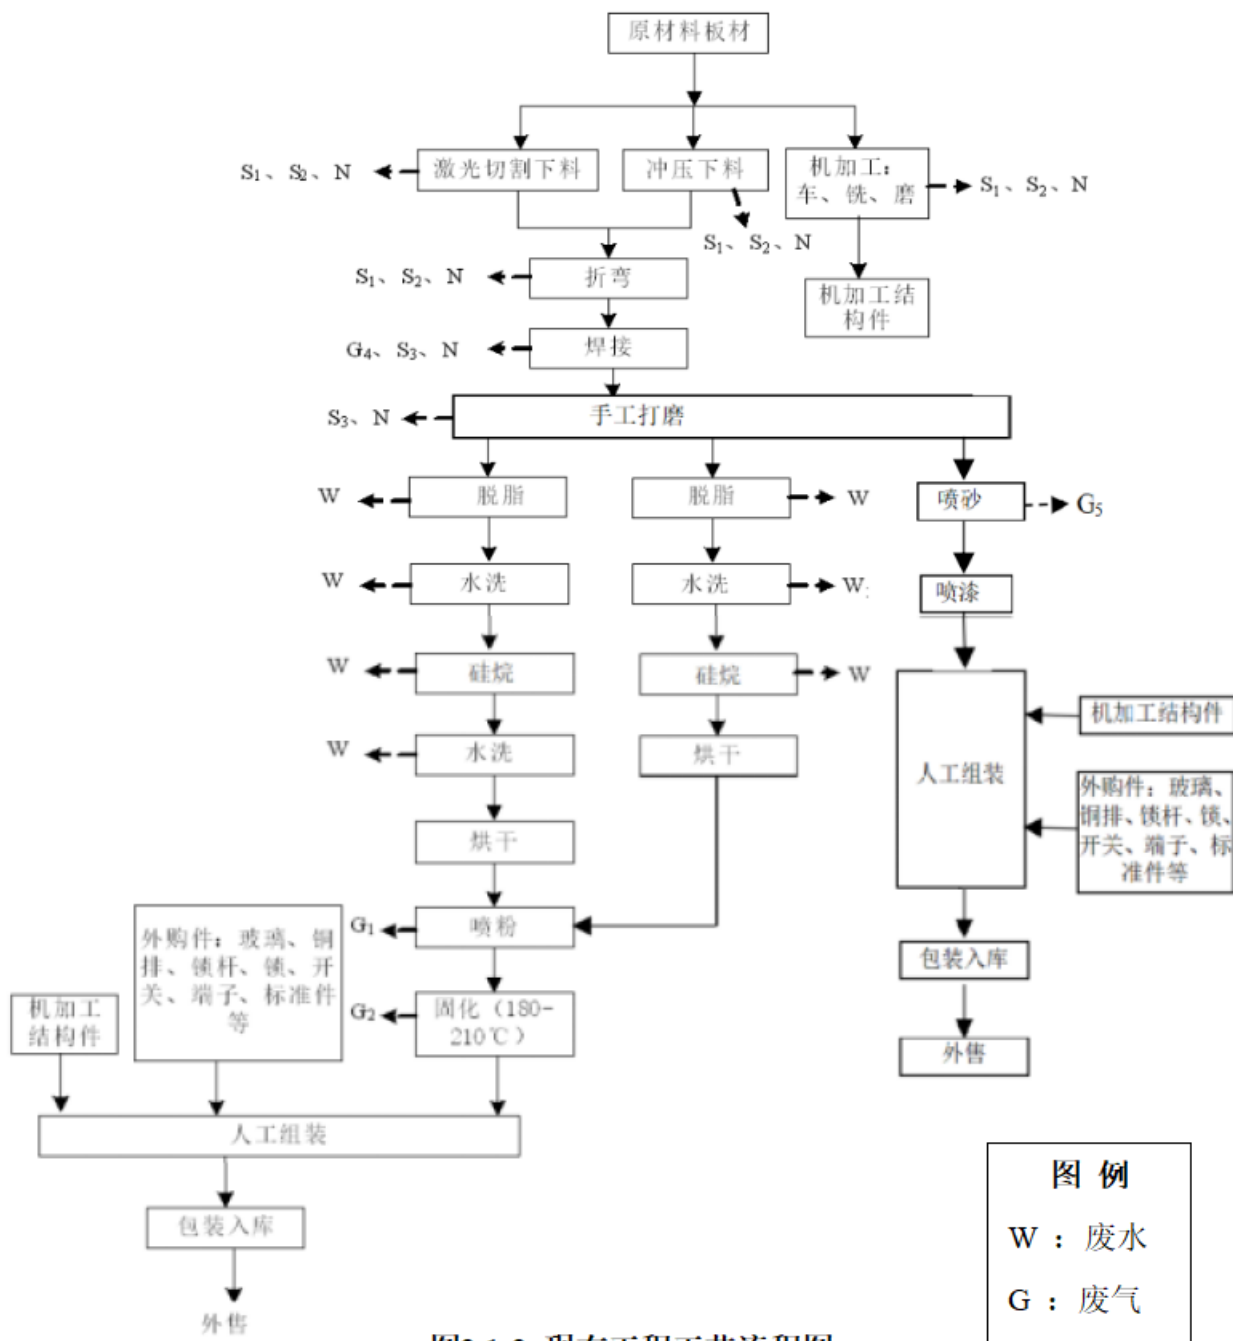 原材料板材
激光切割下料
冲压下料
机加工：
车、铣、磨
S₁、S₂、N
S₁、S₂、N
S₁、S₂、N
折弯
S₁、S₂、N
机加工结
构件
焊接
G₄、S₃、N
手工打磨
S₃、N
W
脱脂
脱脂
W
喷砂
G₅
W
水洗
水洗
W
喷漆
W
硅烷
硅烷
W
机加工结构件
W
水洗
烘干
人工组装
外购件：玻璃、
铜排、锁杆、锁、
开关、端子、标
准件等
烘干
G₁
喷粉
外购件：玻璃、铜
排、锁杆、锁、开
关、端子、标准件
等
包装入库
机加工
结构件
G₂
固化（180-
210℃）
外售
人工组装
包装入库
外售
图 例
W ：废水
G ：废气